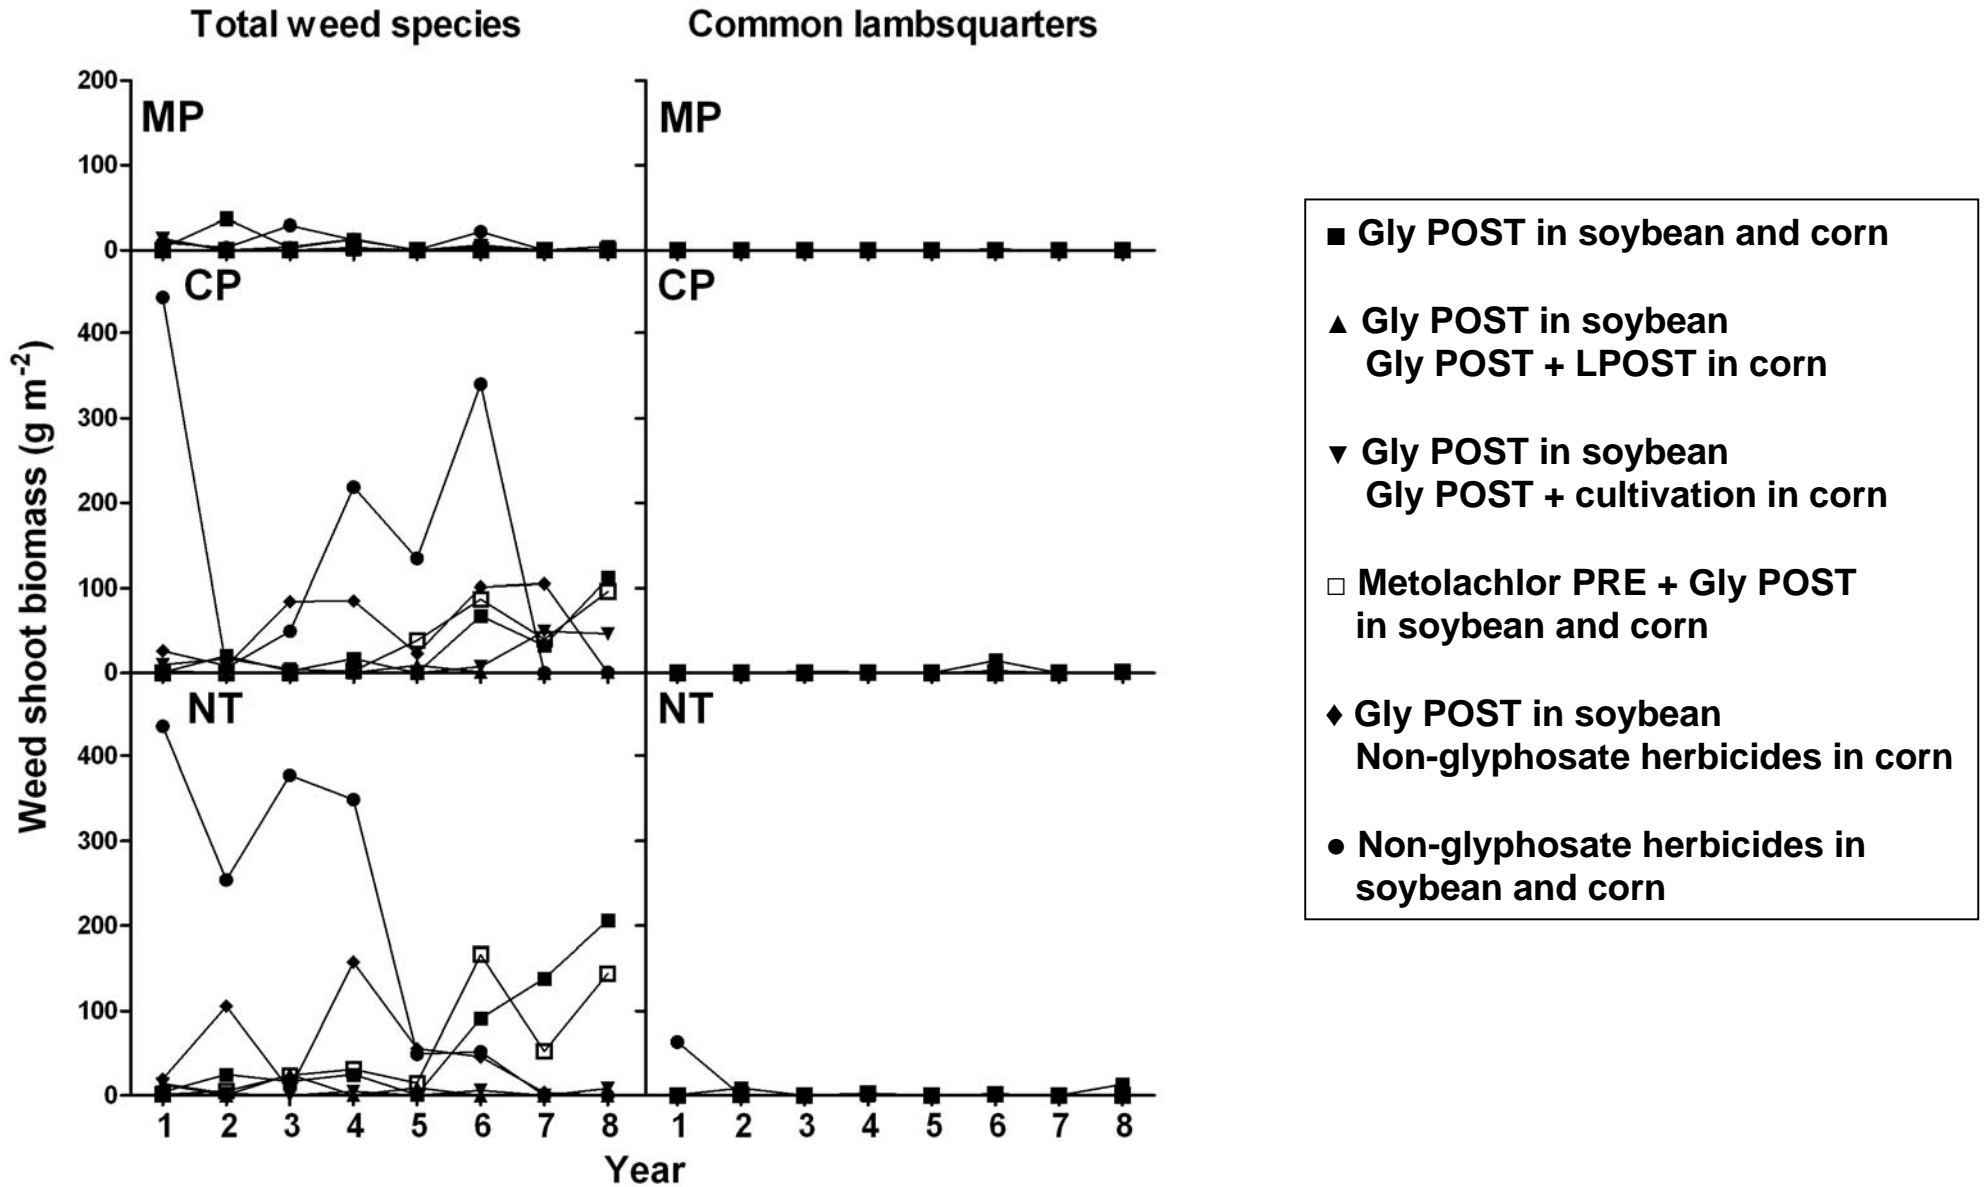 Total weed species
Common lambsquarters
Weed shoot biomass (g m-2)
200
100
0
MP
MP
400
300
200
100
0
CP
CP
400
300
200
100
0
NT
NT
1 2 3 4 5 6 7 8
1 2 3 4 5 6 7 8
Year
■ Gly POST in soybean and corn
▲ Gly POST in soybean
Gly POST + LPOST in corn
▼ Gly POST in soybean
Gly POST + cultivation in corn
□ Metolachlor PRE + Gly POST
in soybean and corn
♦ Gly POST in soybean
Non-glyphosate herbicides in corn
● Non-glyphosate herbicides in
soybean and corn